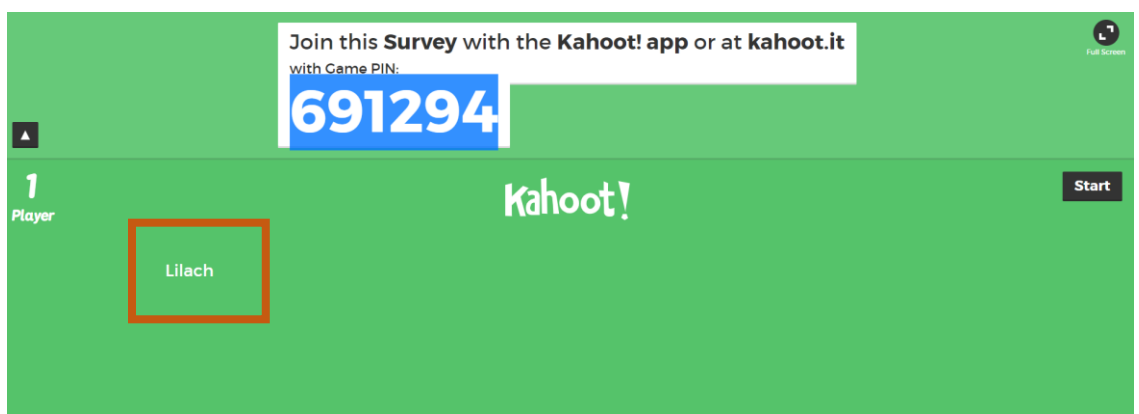 Join this Survey with the Kahoot! app or at kahoot.it
with Game PIN:
691294
Full Screen
1
Player
Kahoot!
Start
Lilach